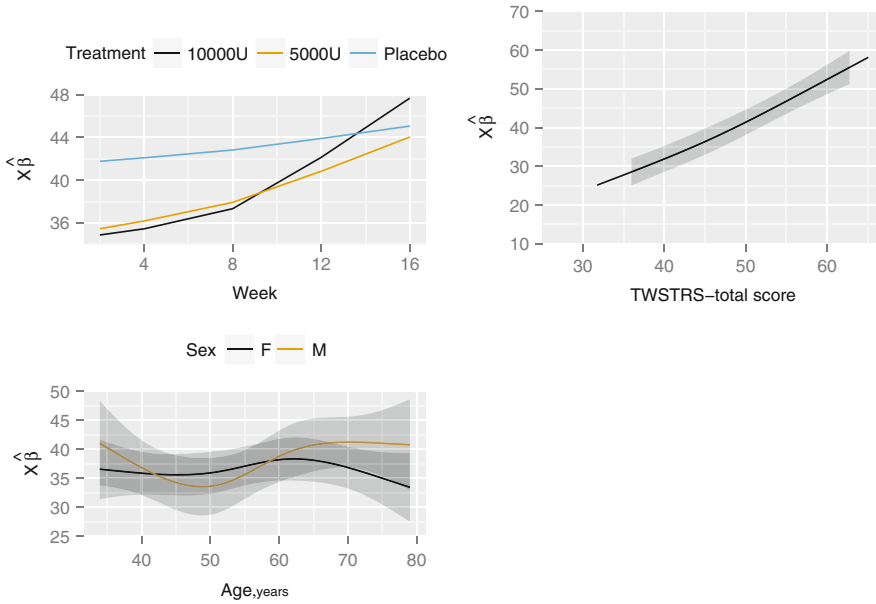 Treatment 10000U 5000U Placebo
48
44
40
36
X β̂
4 8 12 16
Week
70
60
50
40
30
20
10
X β̂
30 40 50 60
TWSTRS−total score
Sex F M
50
45
40
35
30
25
X β̂
40 50 60 70 80
Age,years